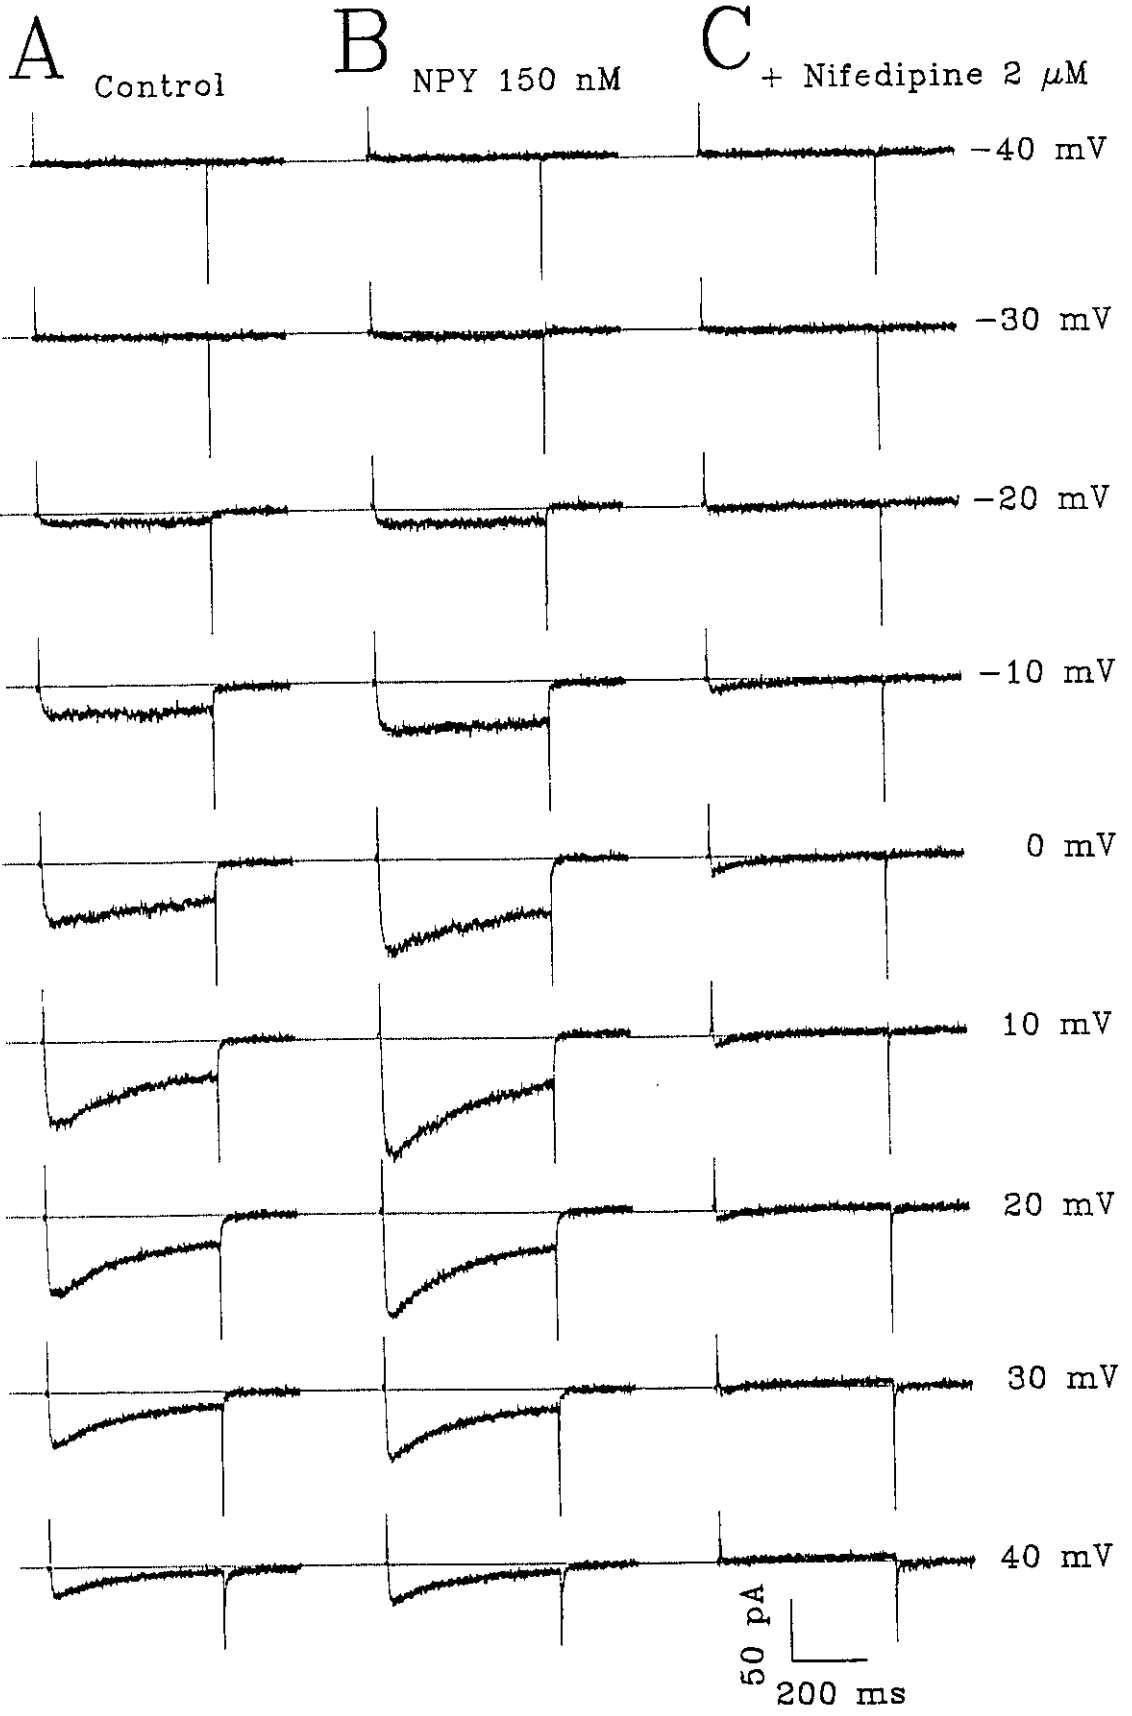 A Control
B NPY 150 nM
C + Nifedipine 2 μM
-40 mV
-30 mV
-20 mV
-10 mV
0 mV
10 mV
20 mV
30 mV
40 mV
50 pA
200 ms